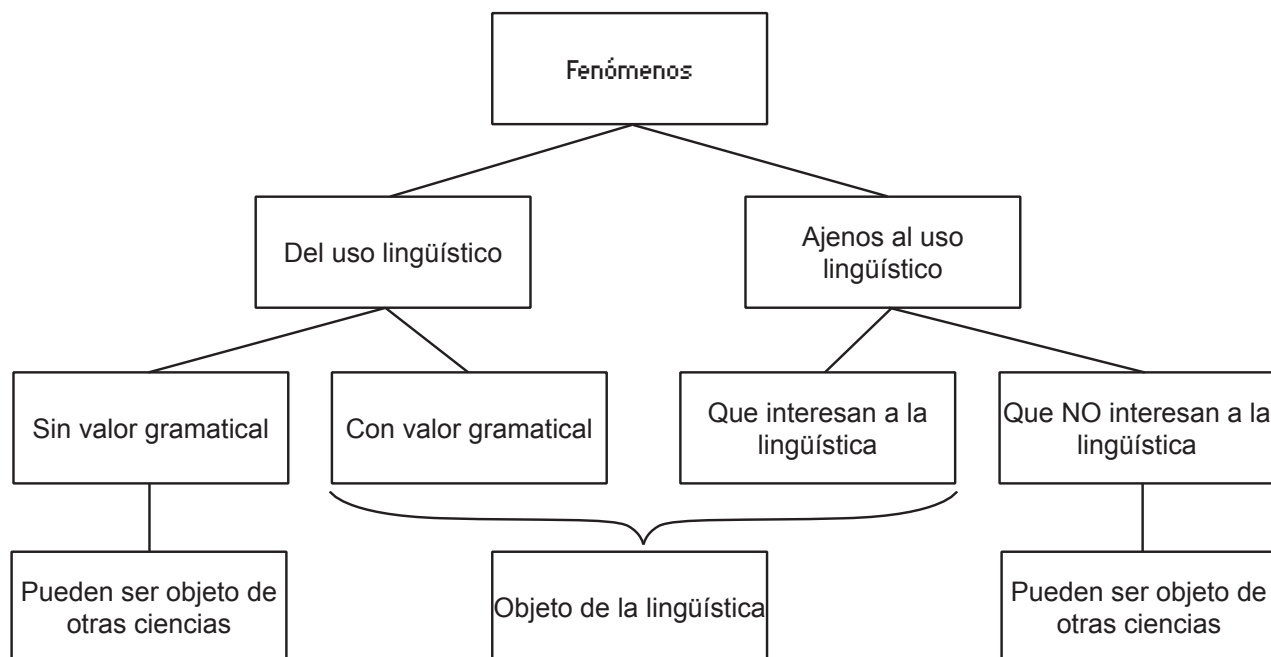 Fenómenos
Del uso lingüístico
Ajenos al uso
lingüístico
Sin valor gramatical
Con valor gramatical
Que interesan a la
lingüística
Que NO interesan a la
lingüística
Pueden ser objeto de
otras ciencias
Objeto de la lingüística
Pueden ser objeto de
otras ciencias